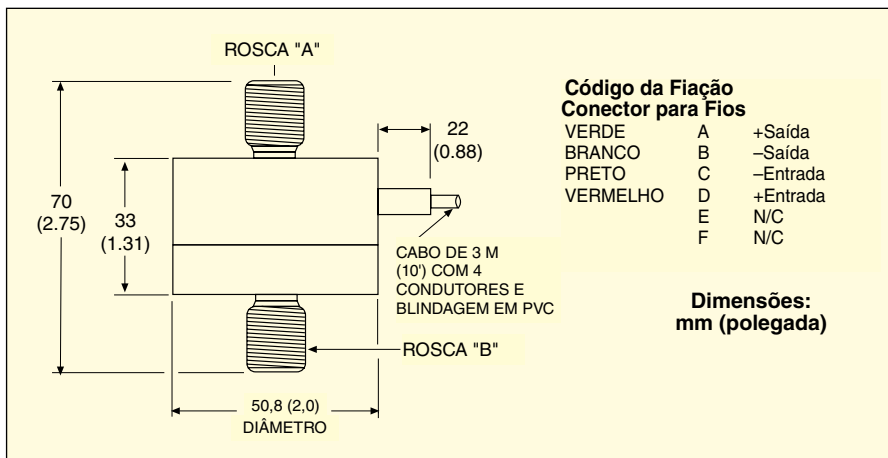 ROSCA "A"
22
(0.88)
70
(2.75)
33
(1.31)
CABO DE 3 M
(10') COM 4
CONDUTORES E
BLINDAGEM EM PVC
ROSCA "B"
50,8 (2,0)
DIÂMETRO
Código da Fiação
Conector para Fios
VERDE A +Saída
BRANCO B –Saída
PRETO C –Entrada
VERMELHO D +Entrada
E N/C
F N/C
Dimensões:
mm (polegada)